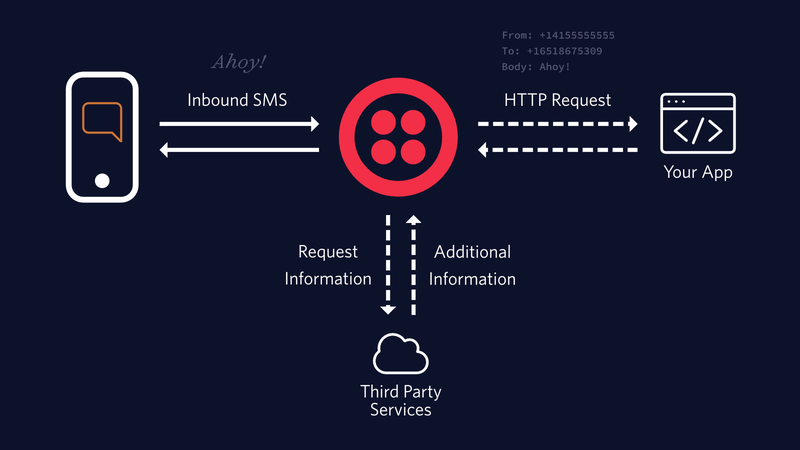 From: +14155555555
To: +16518675309
Body: Ahoy!
Ahoy!
Inbound SMS
HTTP Request
Your App
Request
Information
Additional
Information
Third Party
Services